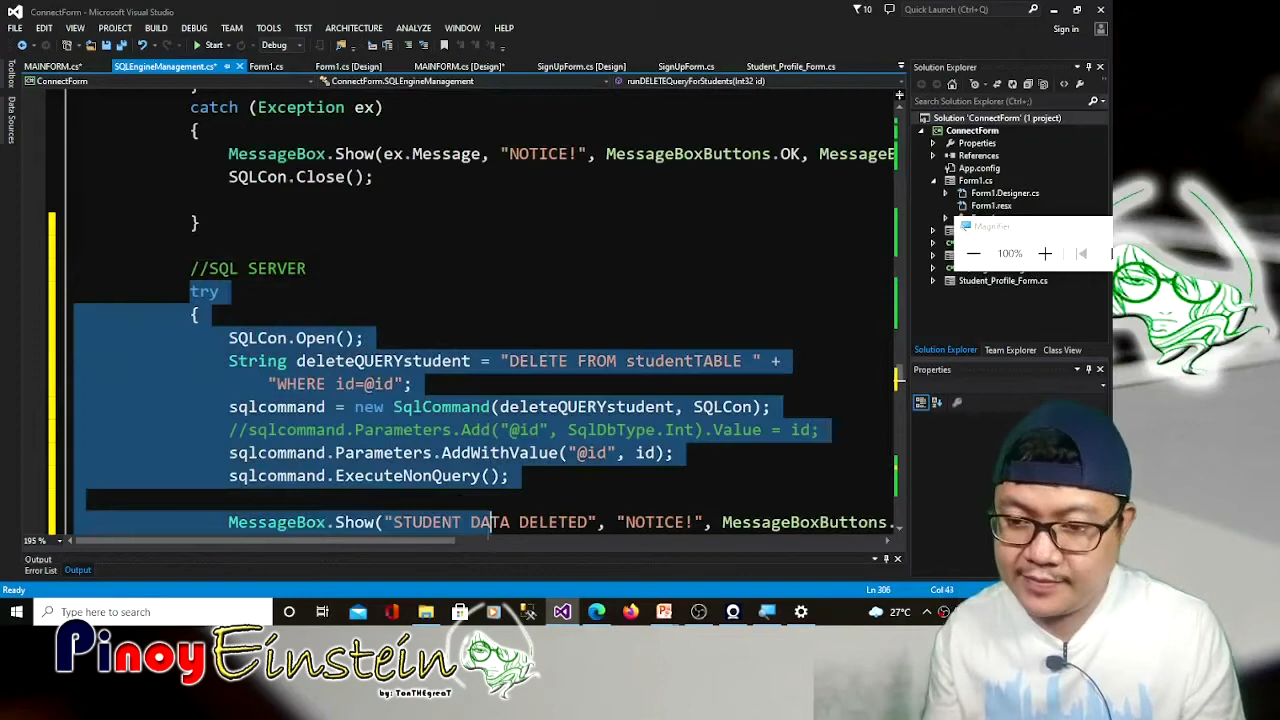 ConnectForm - Microsoft Visual Studio
10
Quick Launch (Ctrl+Q)
FILE EDIT VIEW PROJECT BUILD DEBUG TEAM TOOLS TEST ARCHITECTURE ANALYZE WINDOW HELP
Sign in
Start Debug
MAINFORM.cs* SQLEngineManagement.cs* Form1.cs Form1.cs [Design] MAINFORM.cs [Design]* SignUpForm.cs [Design] SignUpForm.cs Student_Profile_Form.cs
ConnectForm ConnectForm.SQLEngineManagement runDELETEQueryForStudents(Int32 id)
Toolbox
Data Sources
catch (Exception ex)
{
MessageBox.Show(ex.Message, "NOTICE!", MessageBoxButtons.OK, MessageB
SQLCon.Close();
}
//SQL SERVER
try
{
SQLCon.Open();
String deleteQUERYstudent = "DELETE FROM studentTABLE " +
"WHERE id=@id";
sqlcommand = new SqlCommand(deleteQUERYstudent, SQLCon);
//sqlcommand.Parameters.Add("@id", SqlDbType.Int).Value = id;
sqlcommand.Parameters.AddWithValue("@id", id);
sqlcommand.ExecuteNonQuery();
MessageBox.Show("STUDENT DATA DELETED", "NOTICE!", MessageBoxButtons.
195 %
Output
Error List Output
Ready
Ln 306 Col 43
Solution Explorer
Search Solution Explorer (Ctrl+;)
Solution 'ConnectForm' (1 project)
ConnectForm
Properties
References
App.config
Form1.cs
Form1.Designer.cs
Form1.resx
Magnifier
100%
Student_Profile_Form.cs
Solution Explorer Team Explorer Class View
Properties
Type here to search
27°C
Pinoy Einstein
by: TonTHEgreaT